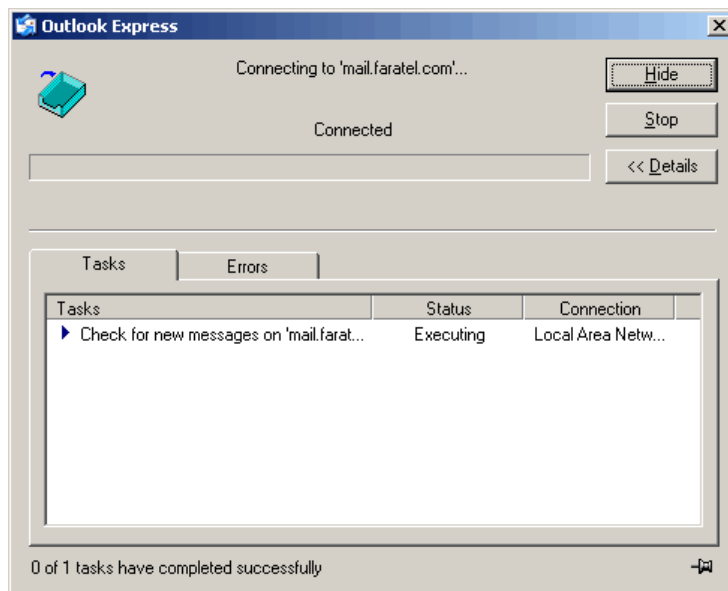 Outlook Express
Connecting to 'mail.faratel.com'...
Hide
Connected
Stop
<< Details
Tasks Errors
Tasks Status Connection
Check for new messages on 'mail.farat... Executing Local Area Netw...
0 of 1 tasks have completed successfully